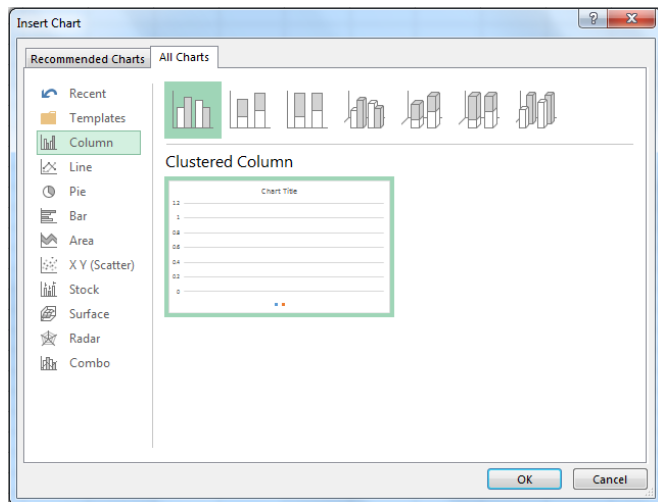 Insert Chart
Recommended Charts
All Charts
Recent
Templates
Column
Line
Pie
Bar
Area
X Y (Scatter)
Stock
Surface
Radar
Combo
Clustered Column
Chart Title
1.2
1
0.8
0.6
0.4
0.2
0
OK
Cancel